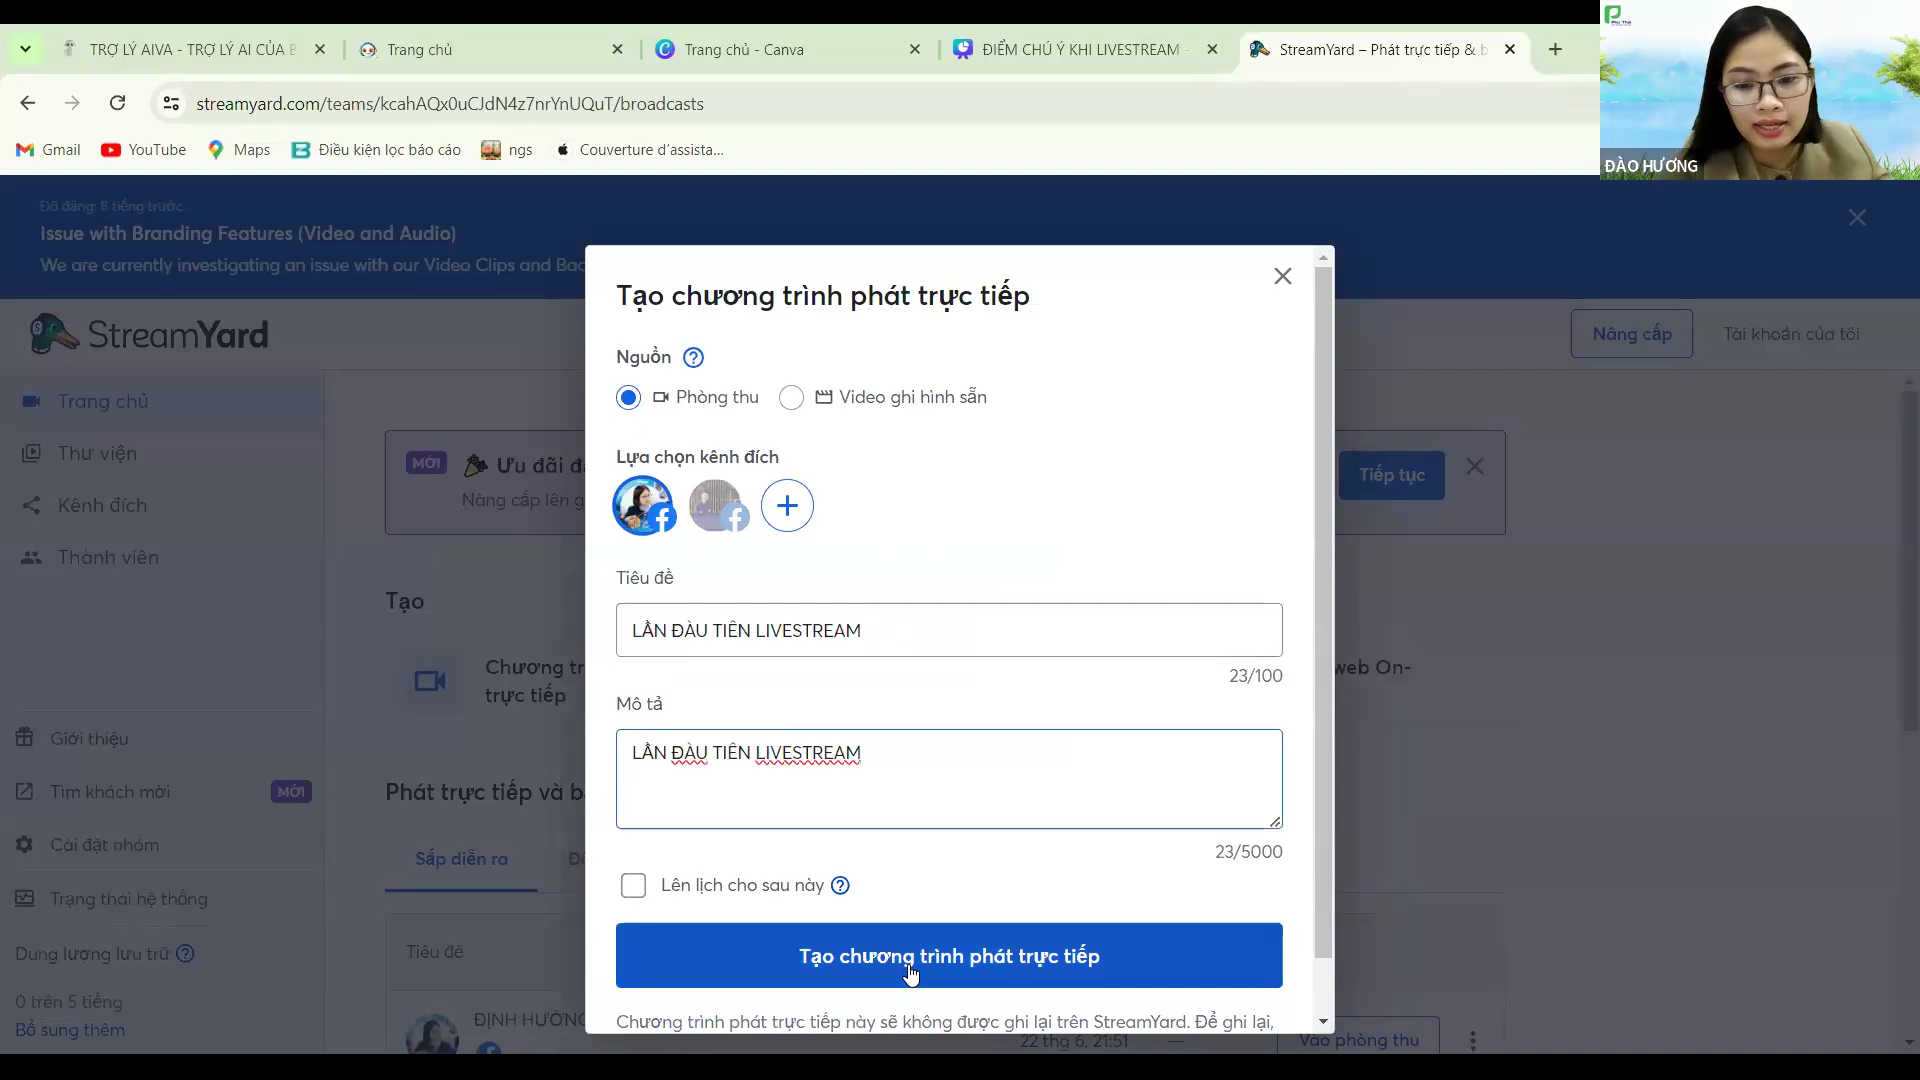 TRỢ LÝ AIVA - TRỢ LÝ AI CỦA B
Trang chủ
Trang chủ - Canva
ĐIỂM CHÚ Ý KHI LIVESTREAM -
StreamYard – Phát trực tiếp & b
streamyard.com/teams/kcahAQx0uCJdN4z7nrYnUQuT/broadcasts
Gmail
YouTube
Maps
Điều kiện lọc báo cáo
ngs
Couverture d'assista...
ĐÀO HƯƠNG
Đã đăng: 8 tiếng trước
Issue with Branding Features (Video and Audio)
We are currently investigating an issue with our Video Clips and Bac
StreamYard
Nâng cấp
Tài khoản của tôi
Trang chủ
Thư viện
Kênh đích
Thành viên
Giới thiệu
Tìm khách mời
MỚI
Cài đặt nhóm
Trạng thái hệ thống
Dung lượng lưu trữ
0 trên 5 tiếng
Bổ sung thêm
MỚI
Ưu đãi đ
Nâng cấp lên g
Tiếp tục
Tạo
Chương tr
trực tiếp
web On-
Phát trực tiếp và b
Sắp diễn ra
Đ
Tiêu đề
ĐỊNH HƯỚNG
22 thg 6, 21:51
—
Vào phòng thu
Tạo chương trình phát trực tiếp
Nguồn
Phòng thu
Video ghi hình sẵn
Lựa chọn kênh đích
Tiêu đề
LẦN ĐÀU TIÊN LIVESTREAM
23/100
Mô tả
LẦN ĐÀU TIÊN LIVESTREAM
23/5000
Lên lịch cho sau này
Tạo chương trình phát trực tiếp
Chương trình phát trực tiếp này sẽ không được ghi lại trên StreamYard. Để ghi lại,